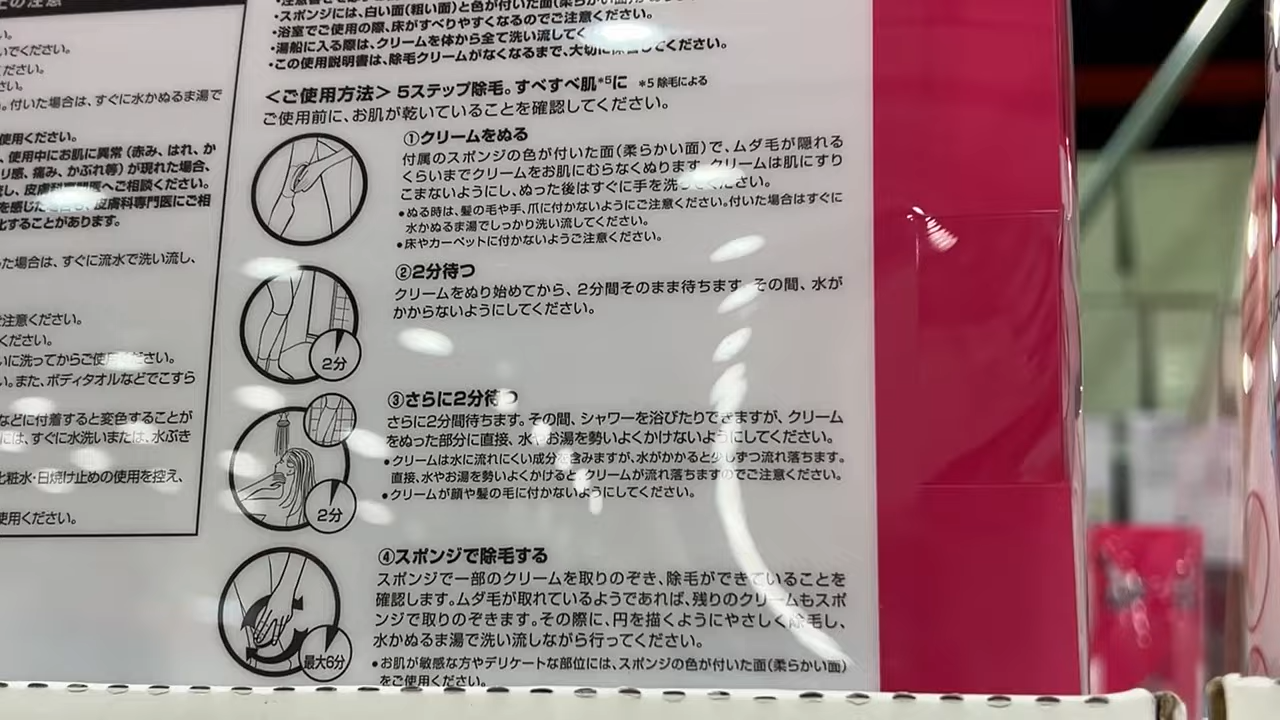 の注意
い。
いでください。
ださい。
さい。
。付いた場合は、すぐに水かぬるま湯で
使用ください。
、使用中にお肌に異常（赤み、はれ、か
リ感、痛み、かぶれ等）が現れた場合、
し、皮膚科専門医へご相談ください。
を感じた 皮膚科専門医にご相
化することがあります。
た場合は、すぐに流水で洗い流し、
注意ください。
ください。
いに洗ってからご使用ください。
い。また、ボディタオルなどでこすら
などに付着すると変色することが
には、すぐに水洗いまたは、水ぶき
化粧水・日焼け止めの使用を控え、
使用ください。
・スポンジには、白い面（粗い面）と色が付いた面（柔らかい面）
・浴室でご使用の際、床がすべりやすくなるのでご注意ください。
・湯船に入る際は、クリームを体から全て洗い流してく
・この使用説明書は、除毛クリームがなくなるまで、大切に保管してください。
＜ご使用方法＞5ステップ除毛。すべすべ肌*5に *5 除毛による
ご使用前に、お肌が乾いていることを確認してください。
①クリームをぬる
付属のスポンジの色が付いた面（柔らかい面）で、ムダ毛が隠れる
くらいまでクリームをお肌にむらなくぬります。クリームは肌にすり
こまないようにし、ぬった後はすぐに手を洗ってください。
●ぬる時は、髪の毛や手、爪に付かないようにご注意ください。付いた場合はすぐに
水かぬるま湯でしっかり洗い流してください。
●床やカーペットに付かないようご注意ください。
②2分待つ
クリームをぬり始めてから、2分間そのまま待ちます。その間、水が
かからないようにしてください。
2分
③さらに2分待つ
さらに2分間待ちます。その間、シャワーを浴びたりできますが、クリーム
をぬった部分に直接、水やお湯を勢いよくかけないようにしてください。
●クリームは水に流れにくい成分を含みますが、水がかかると少しずつ流れ落ちます。
直接、水やお湯を勢いよくかけると、クリームが流れ落ちますのでご注意ください。
●クリームが顔や髪の毛に付かないようにしてください。
2分
④スポンジで除毛する
スポンジで一部のクリームを取りのぞき、除毛ができていることを
確認します。ムダ毛が取れているようであれば、残りのクリームもスポ
ンジで取りのぞきます。その際に、円を描くようにやさしく除毛し、
水かぬるま湯で洗い流しながら行ってください。
●お肌が敏感な方やデリケートな部位には、スポンジの色が付いた面（柔らかい面）
をご使用ください。
最大6分